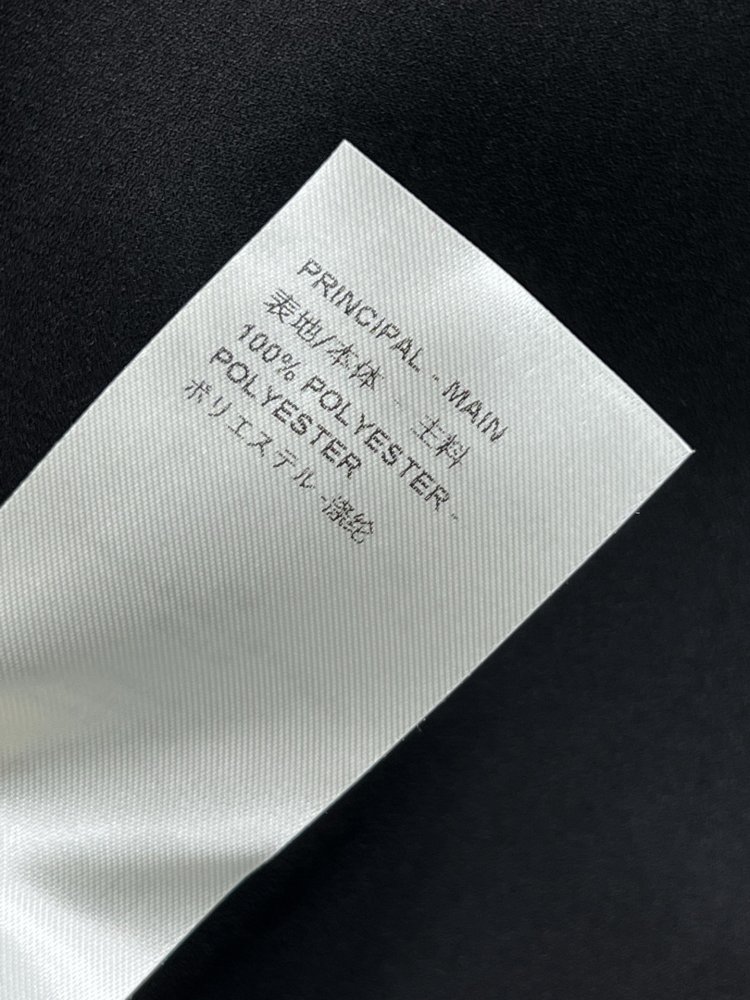 PRINCIPAL - MAIN
表地/本体 - 主料
100% POLYESTER -
POLYESTER
ポリエステル -涤纶